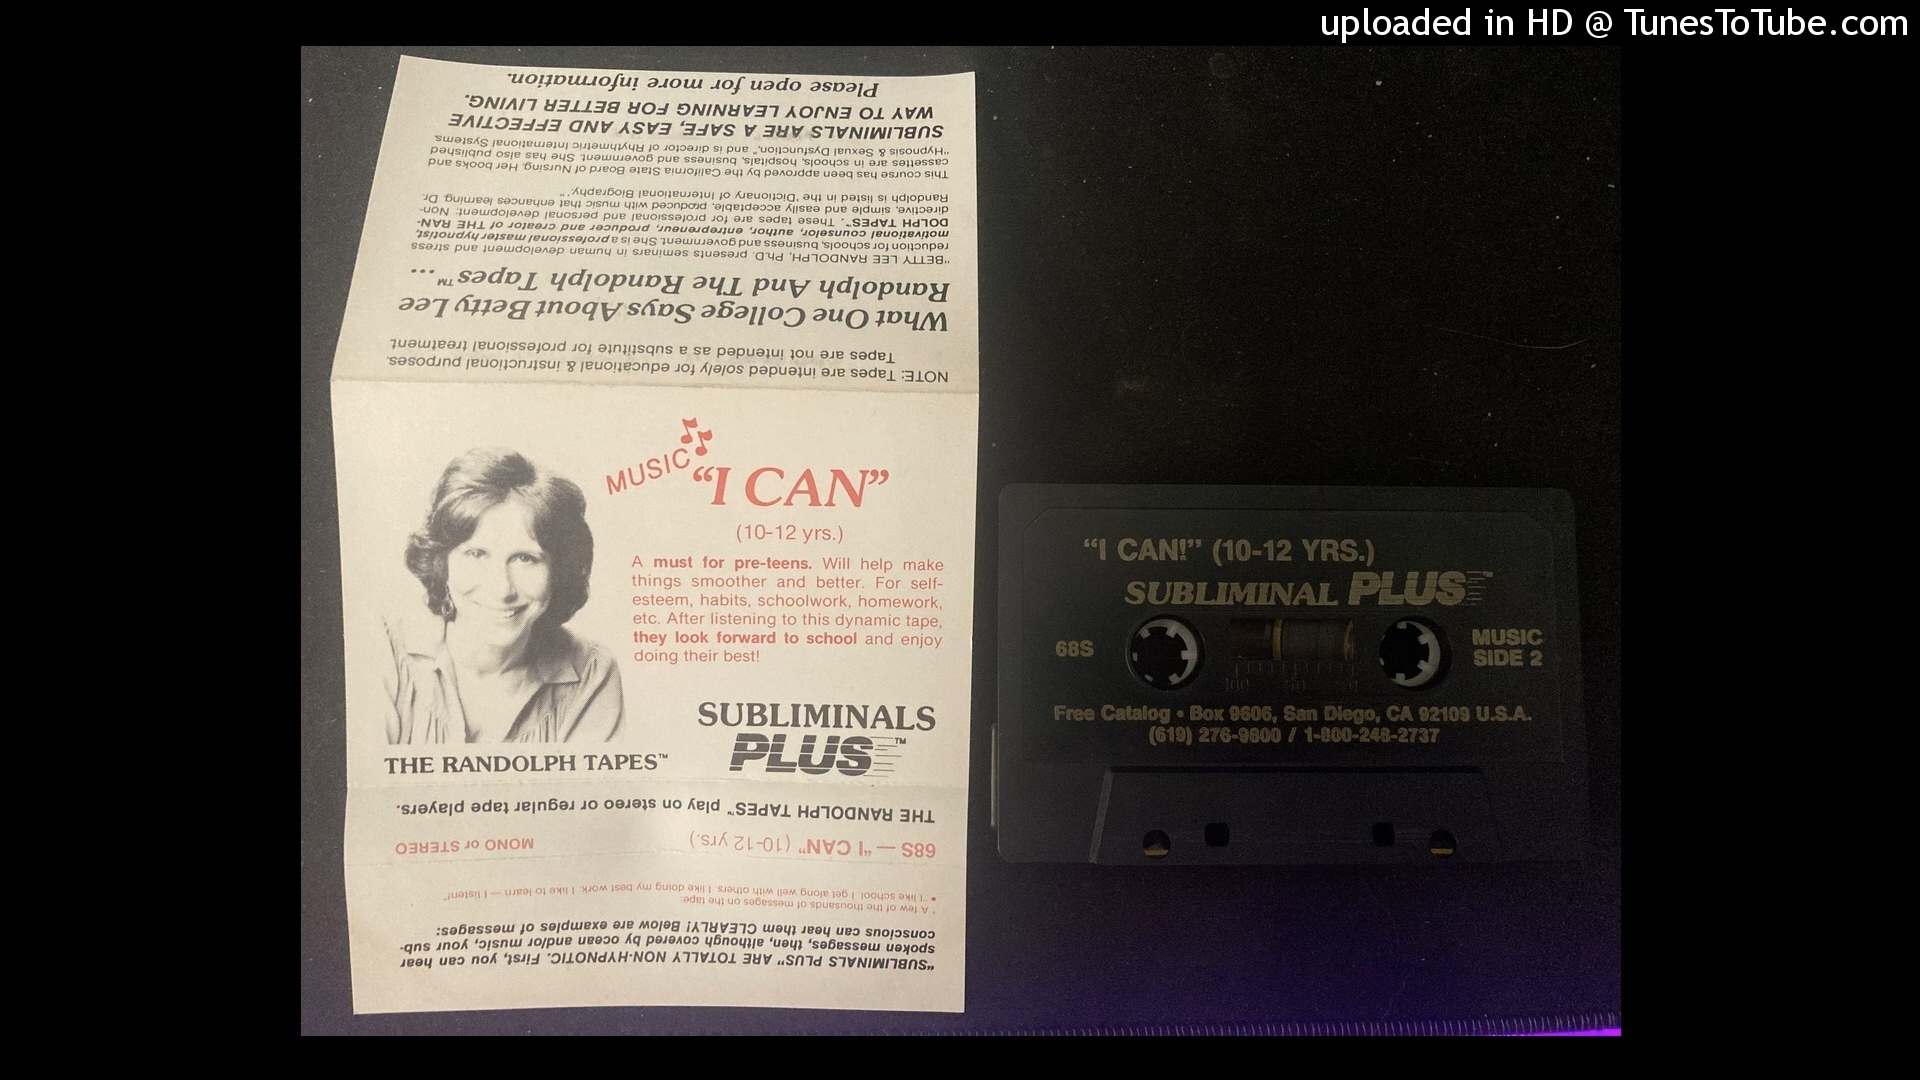 uploaded in HD @ TunesToTube.com
NOTE: Tapes are intended solely for educational & instructional purposes.
Tapes are not intended as a substitute for professional treatment.
What One College Says About Betty Lee
Randolph And The Randolph Tapes™...
"BETTY LEE RANDOLPH, Ph.D. presents seminars in human development and stress
reduction for schools, business and government. She is a professional master hypnotist,
motivational counselor, author, entrepreneur, producer and creator of THE RAN-
DOLPH TAPES™. These tapes are for professional and personal development: Non-
directive, simple and easily acceptable, produced with music that enhances learning. Dr.
Randolph is listed in the 'Dictionary of International Biography.'"
This course has been approved by the California State Board of Nursing. Her books and
cassettes are in schools, hospitals, business and government. She has also published
"Hypnosis & Sexual Dysfunction," and is director of Rhythmetric International Systems.
SUBLIMINALS ARE A SAFE, EASY AND EFFECTIVE
WAY TO ENJOY LEARNING FOR BETTER LIVING.
Please open for more information.
MUSIC
"I CAN"
(10-12 yrs.)
A must for pre-teens. Will help make
things smoother and better. For self-
esteem, habits, schoolwork, homework,
etc. After listening to this dynamic tape,
they look forward to school and enjoy
doing their best!
SUBLIMINALS
PLUS™
THE RANDOLPH TAPES™
"SUBLIMINALS PLUS" ARE TOTALLY NON-HYPNOTIC. First, you can hear
spoken messages, then, although covered by ocean and/or music, your sub-
conscious can hear them CLEARLY! Below are examples of messages:
* A few of the thousands of messages on the tape:
• "I like school. I get along well with others. I like doing my best work. I like to learn — I listen!"
68S — "I CAN" (10-12 yrs.) MONO or STEREO
THE RANDOLPH TAPES™ play on stereo or regular tape players.
"I CAN!" (10-12 YRS.)
SUBLIMINAL PLUS™
68S
MUSIC
SIDE 2
100 50 0
Free Catalog • Box 9606, San Diego, CA 92109 U.S.A.
(619) 276-9800 / 1-800-248-2737